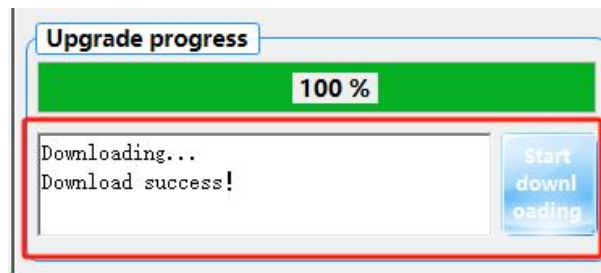 Upgrade progress
100 %
Downloading...
Download success!
Start
downl
oading